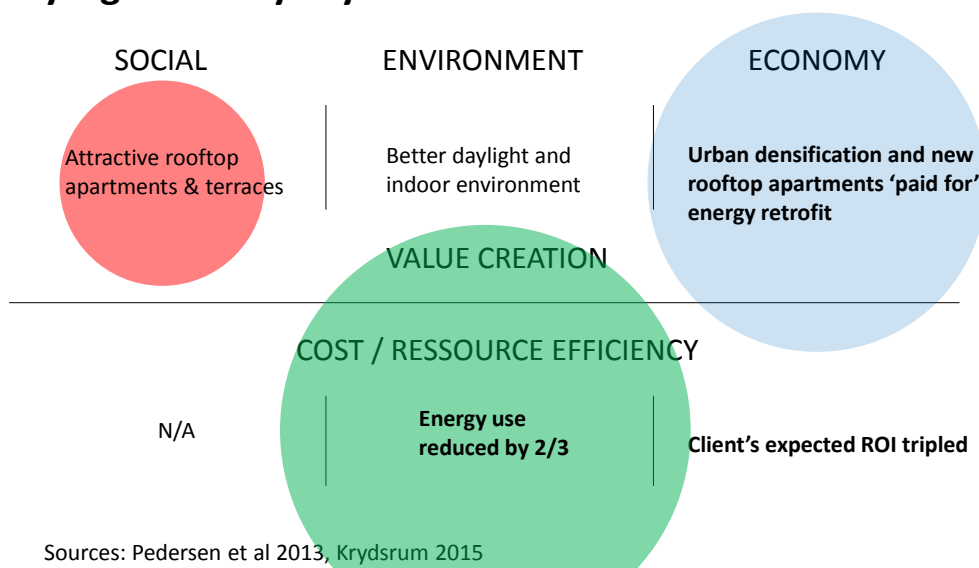 SOCIAL
ENVIRONMENT
ECONOMY
Attractive rooftop
apartments & terraces
Better daylight and
indoor environment
Urban densification and new
rooftop apartments ‘paid for’
energy retrofit
VALUE CREATION
COST / RESSOURCE EFFICIENCY
N/A
Energy use
reduced by 2/3
Client’s expected ROI tripled
Sources: Pedersen et al 2013, Krydsrum 2015